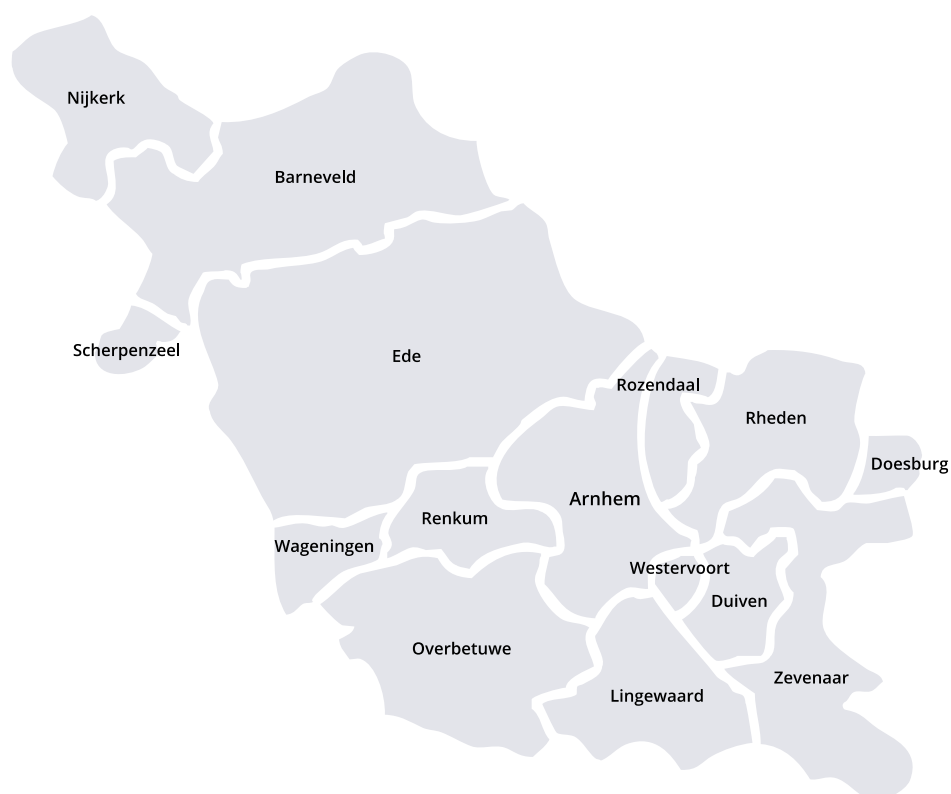 Nijkerk
Barneveld
Scherpenzeel
Ede
Rozendaal
Rheden
Doesburg
Arnhem
Renkum
Wageningen
Westervoort
Duiven
Overbetuwe
Zevenaar
Lingewaard